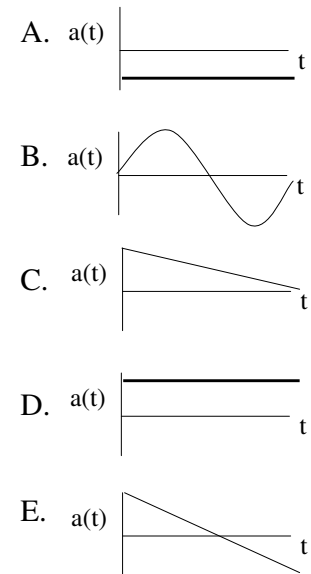 A. a(t)
t
B. a(t)
t
C. a(t)
t
D. a(t)
t
E. a(t)
t